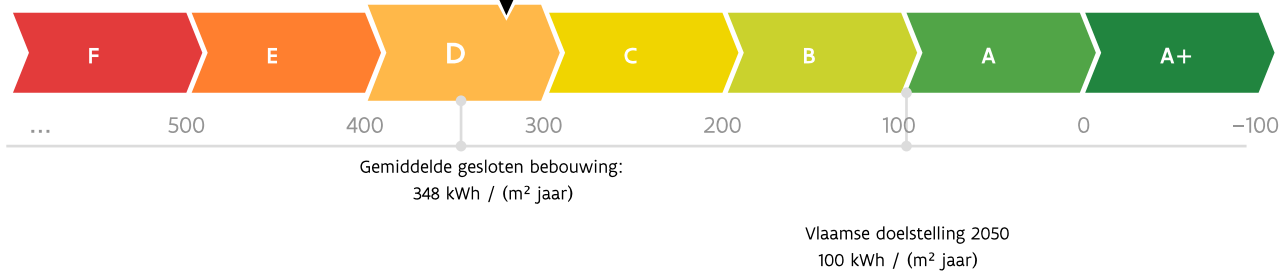 F E D C B A A+
... 500 400 300 200 100 0 −100
Gemiddelde gesloten bebouwing:
348 kWh / (m² jaar)
Vlaamse doelstelling 2050
100 kWh / (m² jaar)